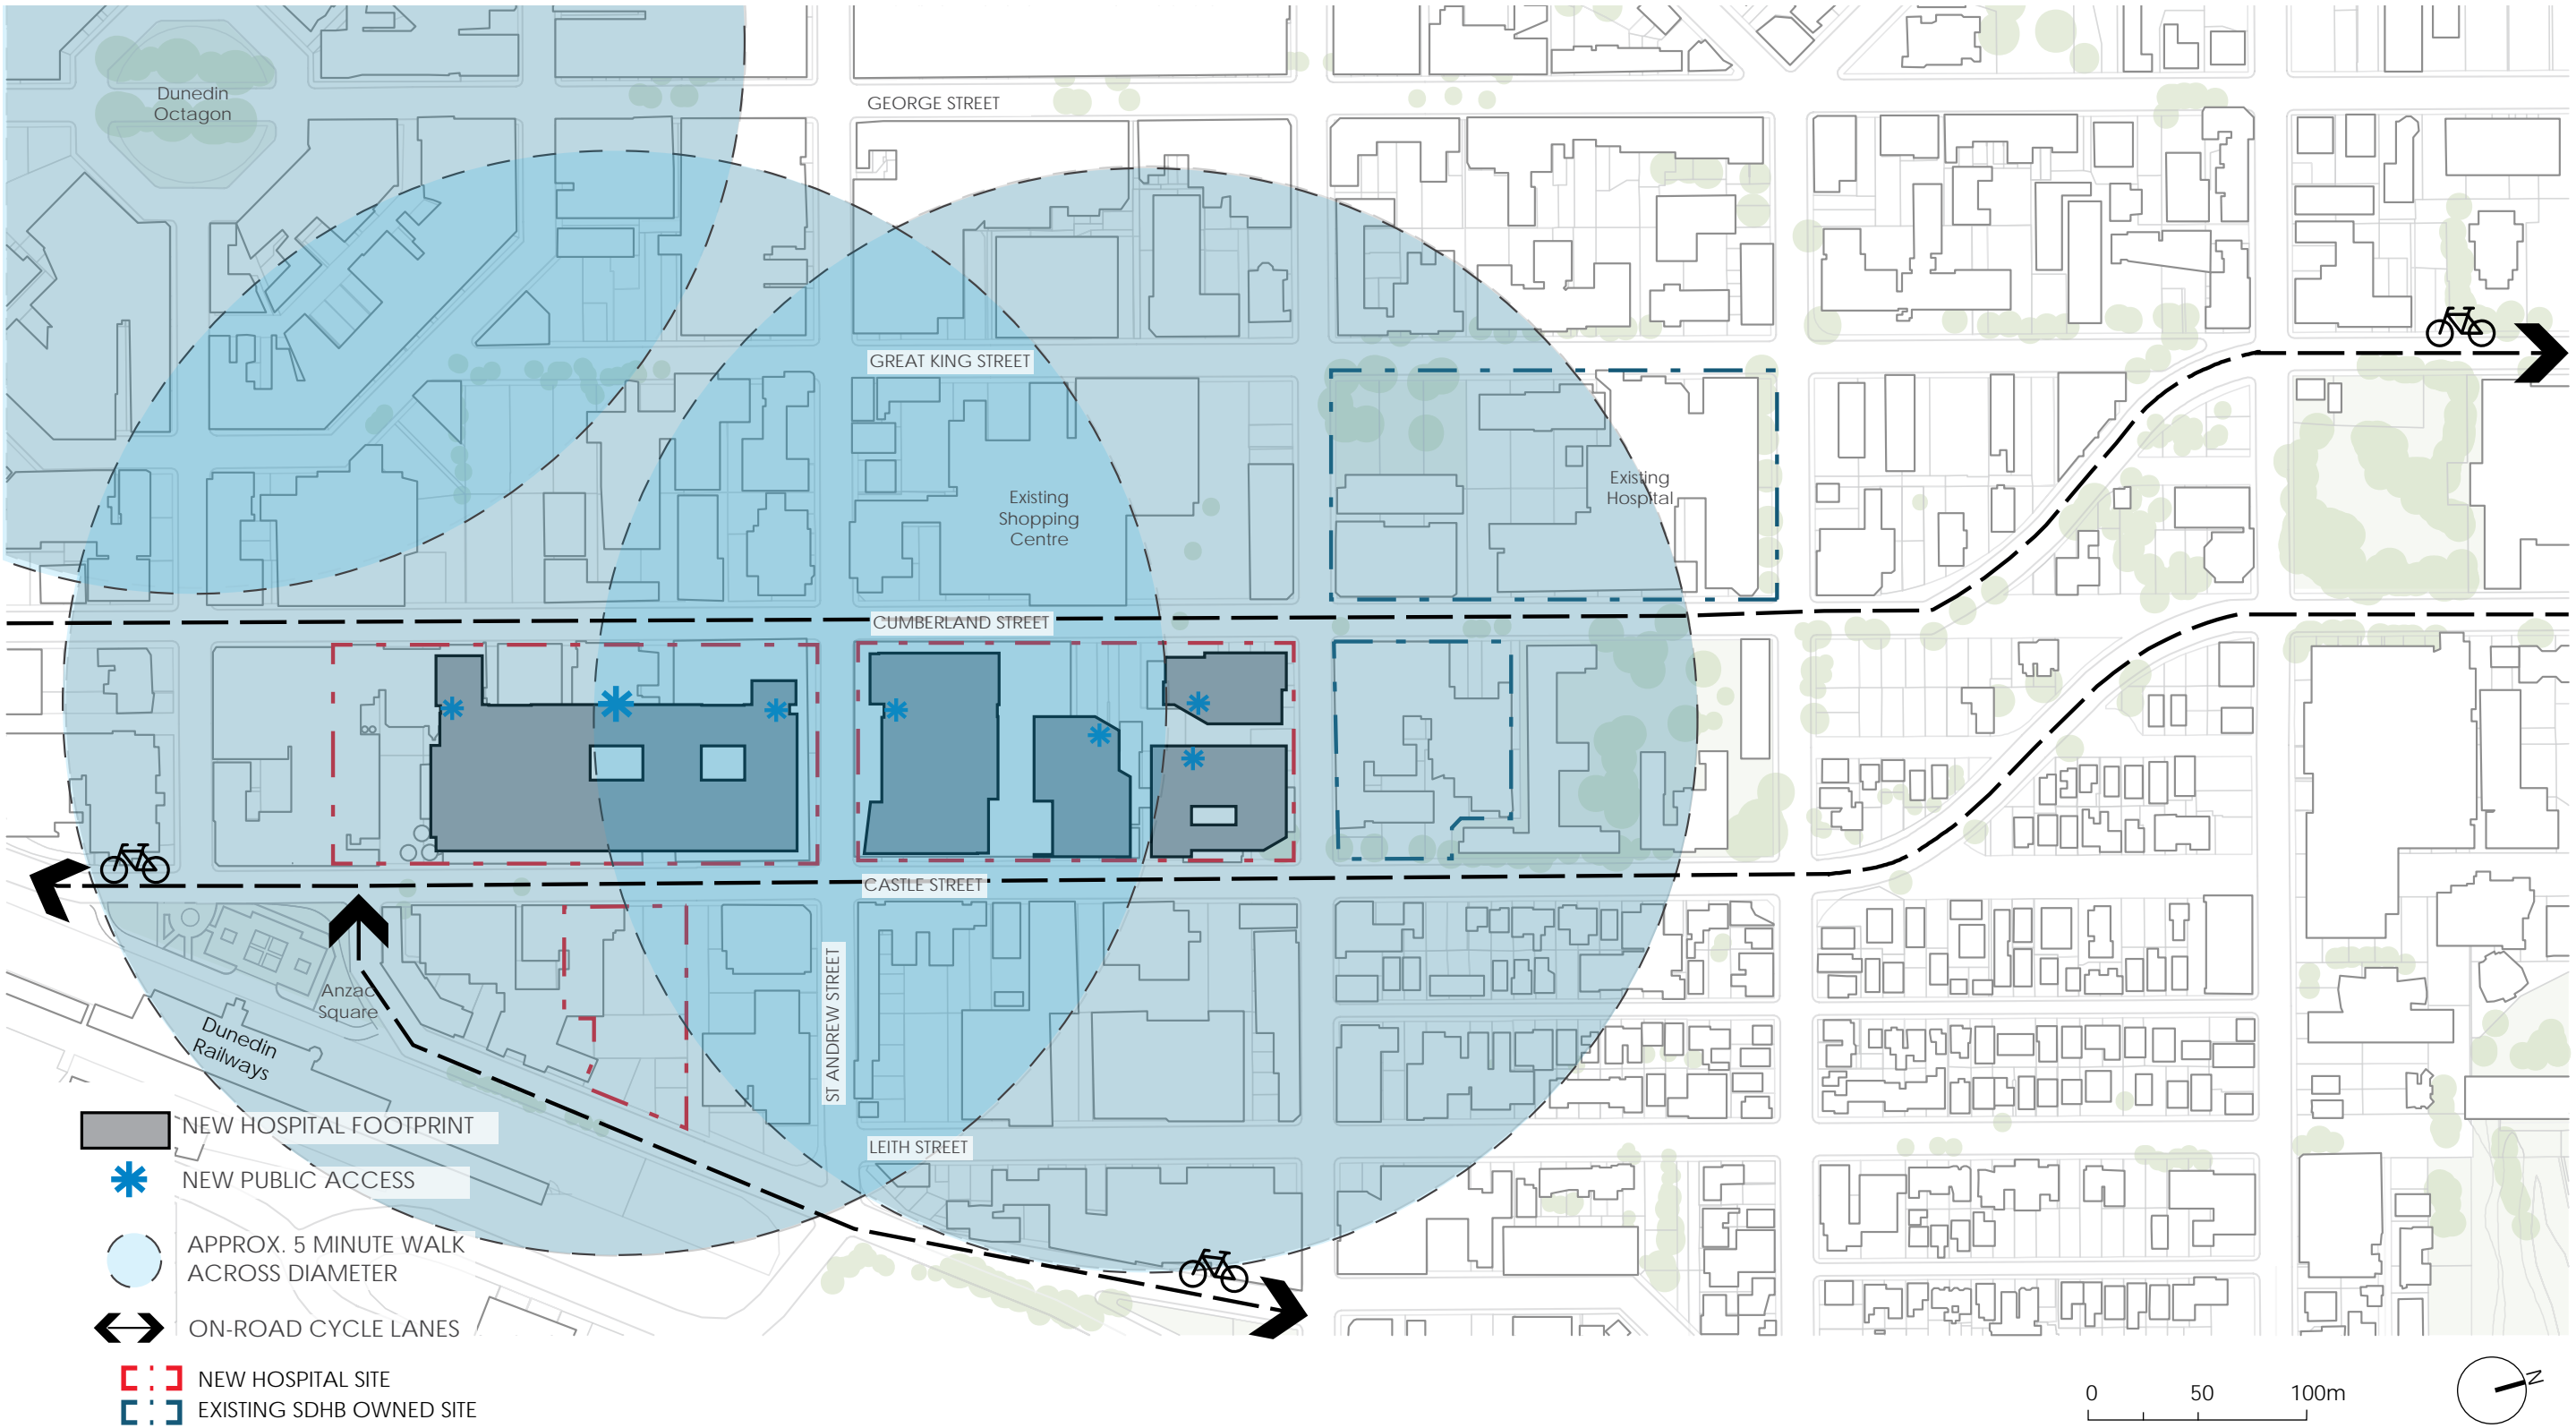 Dunedin
Octagon
GEORGE STREET
GREAT KING STREET
Existing
Shopping
Centre
Existing
Hospital
CUMBERLAND STREET
CASTLE STREET
ST ANDREW STREET
Anzac
Square
Dunedin
Railways
LEITH STREET
NEW HOSPITAL FOOTPRINT
NEW PUBLIC ACCESS
APPROX. 5 MINUTE WALK
ACROSS DIAMETER
ON-ROAD CYCLE LANES
NEW HOSPITAL SITE
EXISTING SDHB OWNED SITE
0 50 100m
N